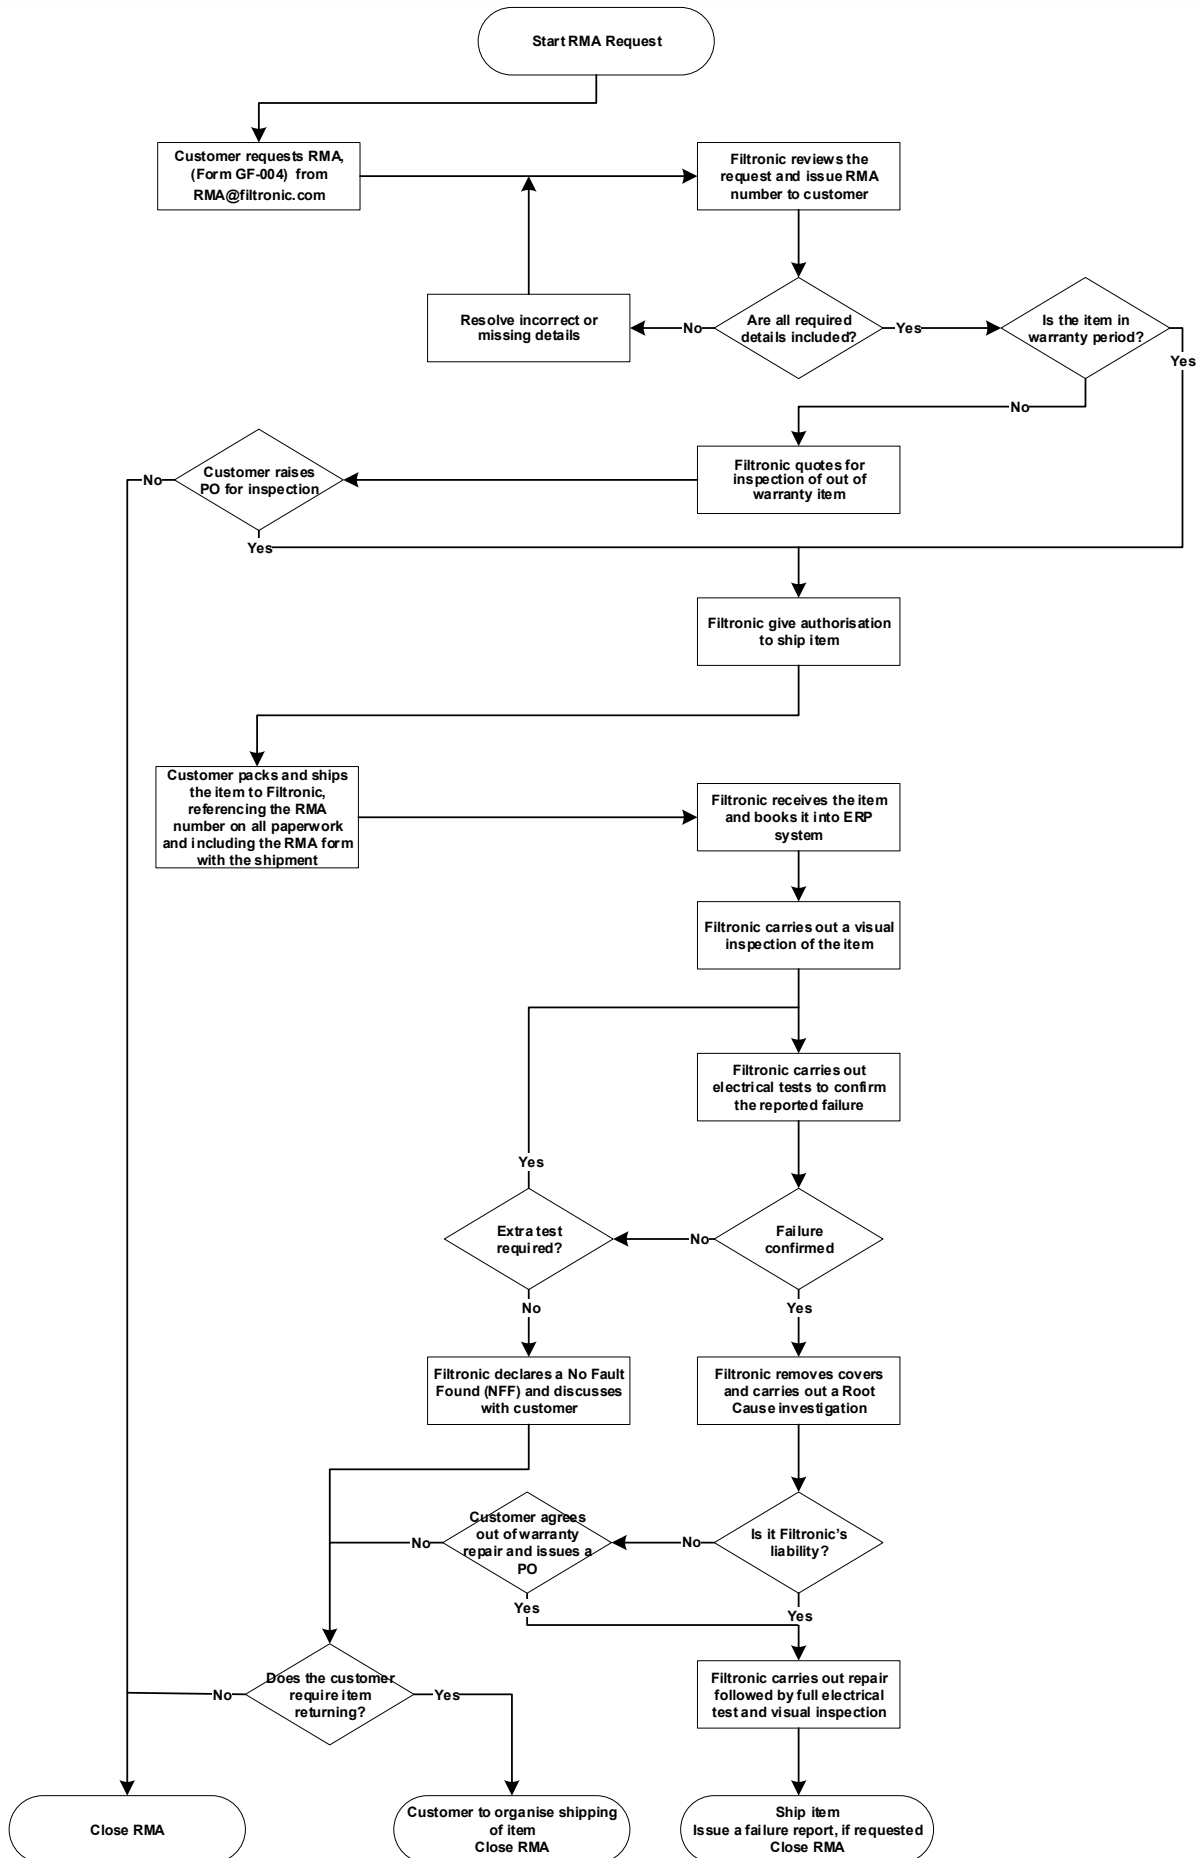 Start RMA Request
Customer requests RMA,
(Form GF-004) from
RMA@filtronic.com
Filtronic reviews the
request and issue RMA
number to customer
Resolve incorrect or
missing details
No
Are all required
details included?
Yes
Is the item in
warranty period?
Yes
No
No
Customer raises
PO for inspection
Filtronic quotes for
inspection of out of
warranty item
Yes
Filtronic give authorisation
to ship item
Customer packs and ships
the item to Filtronic,
referencing the RMA
number on all paperwork
and including the RMA form
with the shipment
Filtronic receives the item
and books it into ERP
system
Filtronic carries out a visual
inspection of the item
Filtronic carries out
electrical tests to confirm
the reported failure
Yes
Extra test
required?
No
Failure
confirmed
No
Yes
Filtronic declares a No Fault
Found (NFF) and discusses
with customer
Filtronic removes covers
and carries out a Root
Cause investigation
No
Customer agrees
out of warranty
repair and issues a
PO
No
Is it Filtronic's
liability?
Yes
Yes
No
Does the customer
require item
returning?
Yes
Filtronic carries out repair
followed by full electrical
test and visual inspection
Close RMA
Customer to organise shipping
of item
Close RMA
Ship item
Issue a failure report, if requested
Close RMA